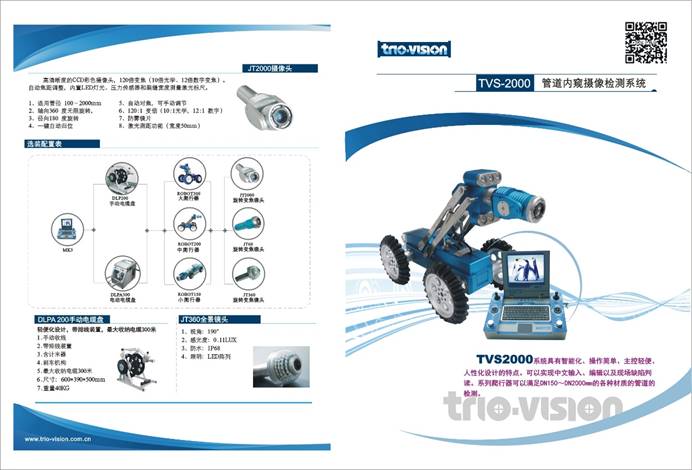 JT2000摄像头
高清晰度的CCD彩色摄像头，120倍变焦（10倍光学、12倍数字变焦）。
自动焦距调整，内置LED灯光、压力传感器和裂缝宽度测量激光标尺。
1、适用管径 100－2000mm
2、轴向360 度无限旋转。
3、径向180 度旋转
4、一键自动归位
5、自动对焦，可手动调节
6、120:1 变倍（10:1光学，12:1 数字）
7、防雾镜片
8、激光测距功能（宽度50mm）
选装配置表
MK3
DLP200
手动电缆盘
DLPA300
电动电缆盘
ROBOT300
大爬行器
ROBOT200
中爬行器
ROBOT150
小爬行器
JT2000
旋转变焦镜头
JT60
旋转变焦镜头
JT360
旋转变焦镜头
DLPA200手动电缆盘
轻便化设计，带排线装置，最大收纳电缆300米
1.手动收线
2.带排线装置
3.含计米器
4.刹车机构
5.最大收纳电缆300米
6.尺寸：600*390*500mm
7.重量40KG
JT360全景镜头
1、视角：190°
2、感光度：0.11LUX
3、防水：IP68
4、照明：LED阵列
www.trio-vision.com.cn
trio-vision
TVS-2000 管道内窥摄像检测系统
TVS2000系统具有智能化、操作简单、主控轻便、
人性化设计的特点，可以实现中文输入、编辑以及现场缺陷判
读。系列爬行器可以满足DN150～DN2000mm的各种材质的管道的
检测。
trio-vision